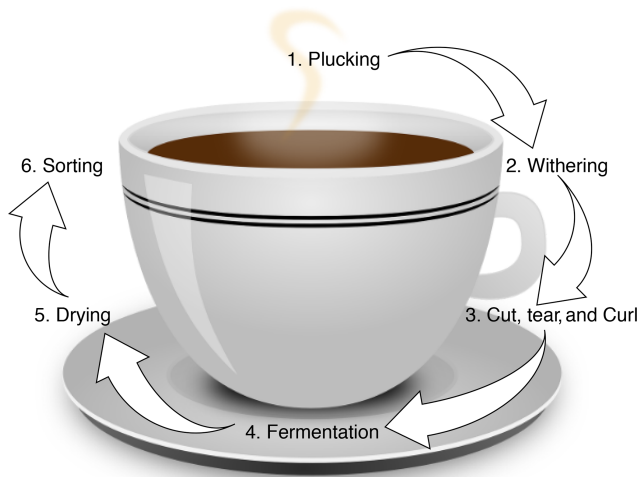 1. Plucking
2. Withering
3. Cut, tear, and Curl
4. Fermentation
5. Drying
6. Sorting